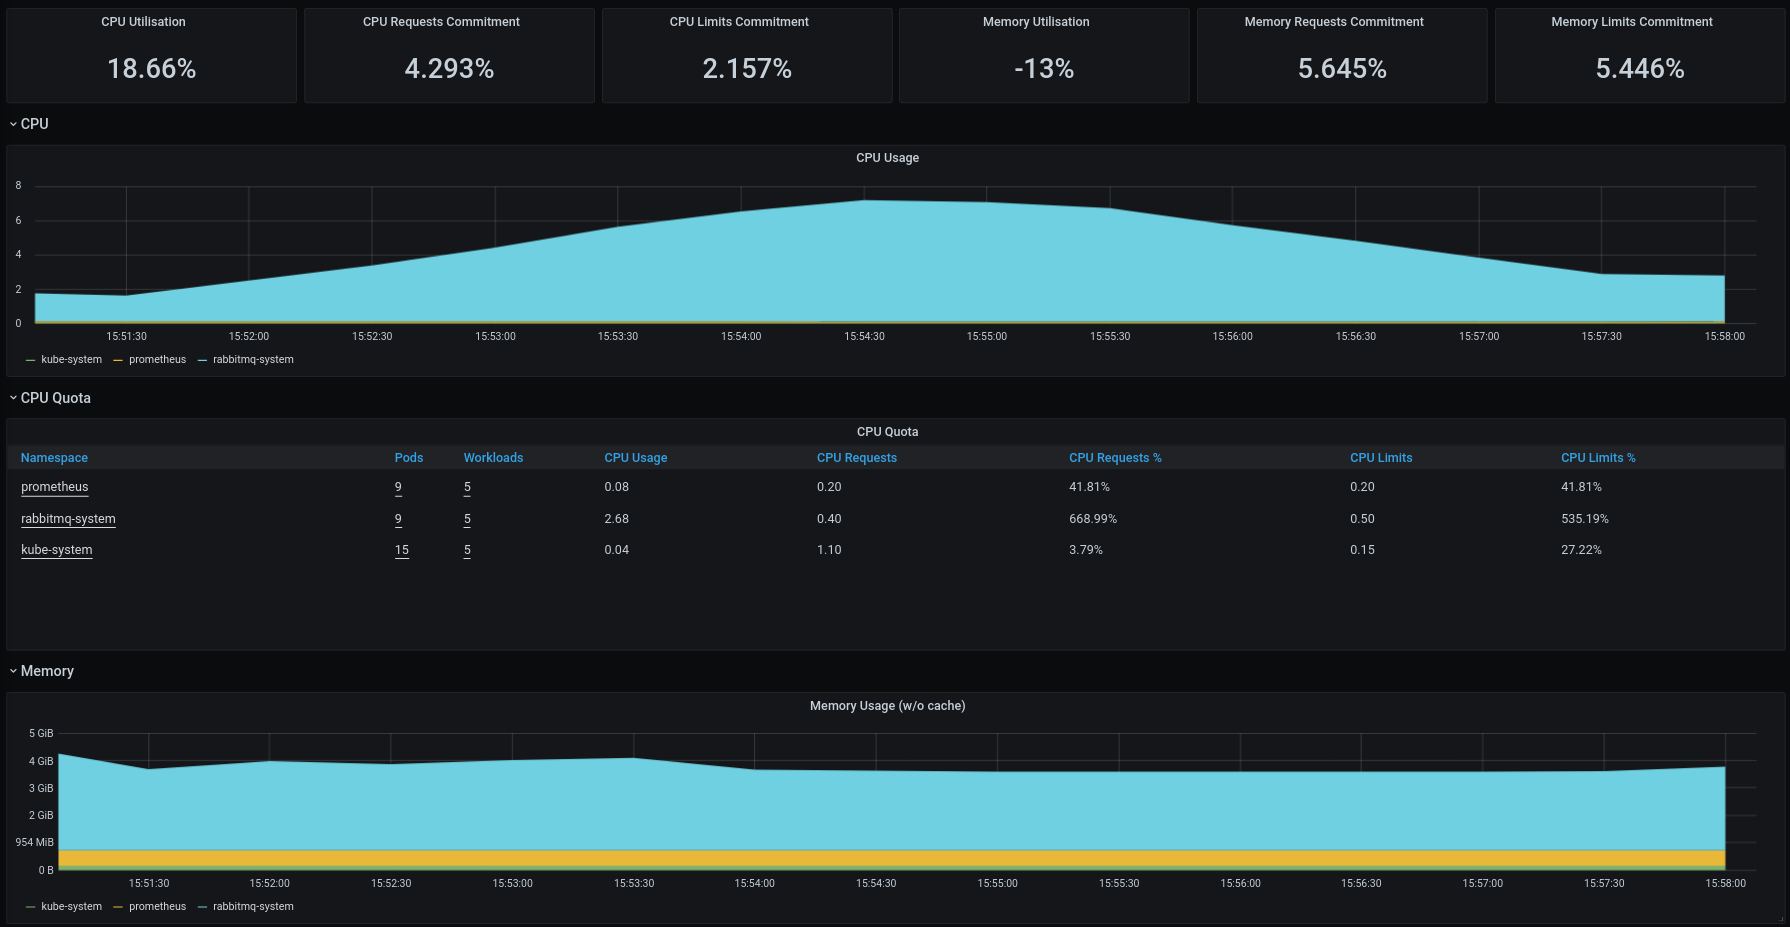 CPU Utilisation CPU Requests Commitment CPU Limits Commitment Memory Utilisation Memory Requests Commitment Memory Limits Commitment
18.66% 4.293% 2.157% -13% 5.645% 5.446%
CPU
CPU Usage
8
6
4
2
0
15:51:30 15:52:00 15:52:30 15:53:00 15:53:30 15:54:00 15:54:30 15:55:00 15:55:30 15:56:00 15:56:30 15:57:00 15:57:30 15:58:00
kube-system prometheus rabbitmq-system
CPU Quota
CPU Quota
Namespace Pods Workloads CPU Usage CPU Requests CPU Requests % CPU Limits CPU Limits %
prometheus 9 5 0.08 0.20 41.81% 0.20 41.81%
rabbitmq-system 9 5 2.68 0.40 668.99% 0.50 535.19%
kube-system 15 5 0.04 1.10 3.79% 0.15 27.22%
Memory
Memory Usage (w/o cache)
5 GiB
4 GiB
3 GiB
2 GiB
954 MiB
0 B
15:51:30 15:52:00 15:52:30 15:53:00 15:53:30 15:54:00 15:54:30 15:55:00 15:55:30 15:56:00 15:56:30 15:57:00 15:57:30 15:58:00
kube-system prometheus rabbitmq-system